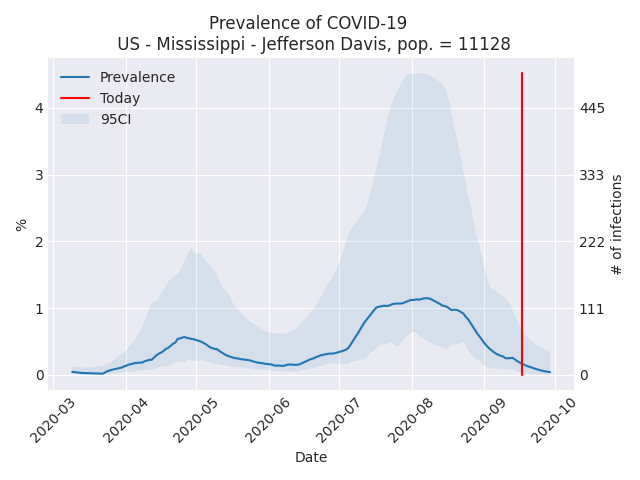 Prevalence of COVID-19
US - Mississippi - Jefferson Davis, pop. = 11128
Prevalence
Today
95CI
4
3
2
1
0
%
445
333
222
111
0
# of infections
2020-03
2020-04
2020-05
2020-06
2020-07
2020-08
2020-09
2020-10
Date